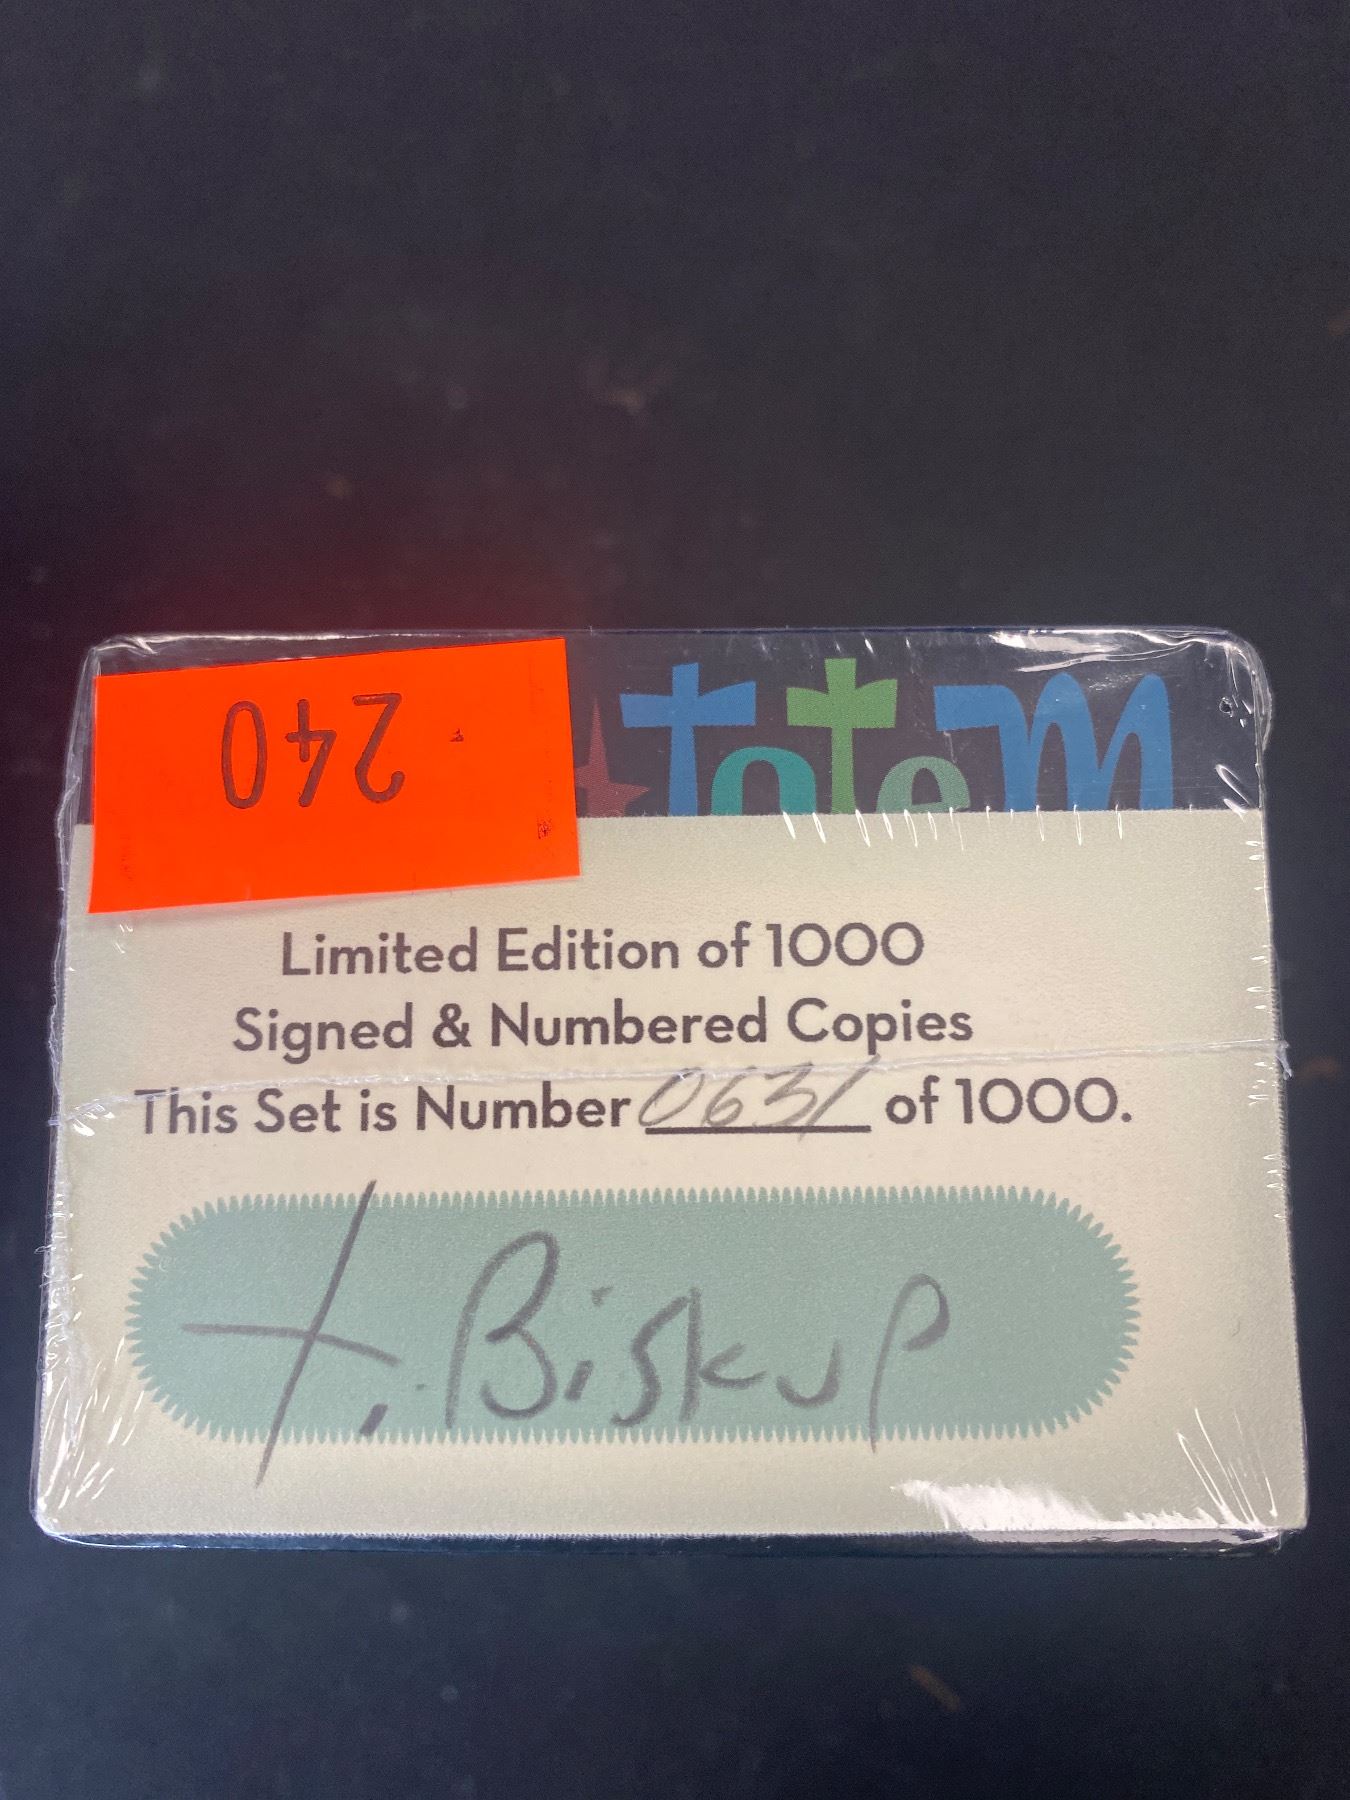 240
totem
Limited Edition of 1000
Signed & Numbered Copies
This Set is Number 0631 of 1000.
t. Biskup